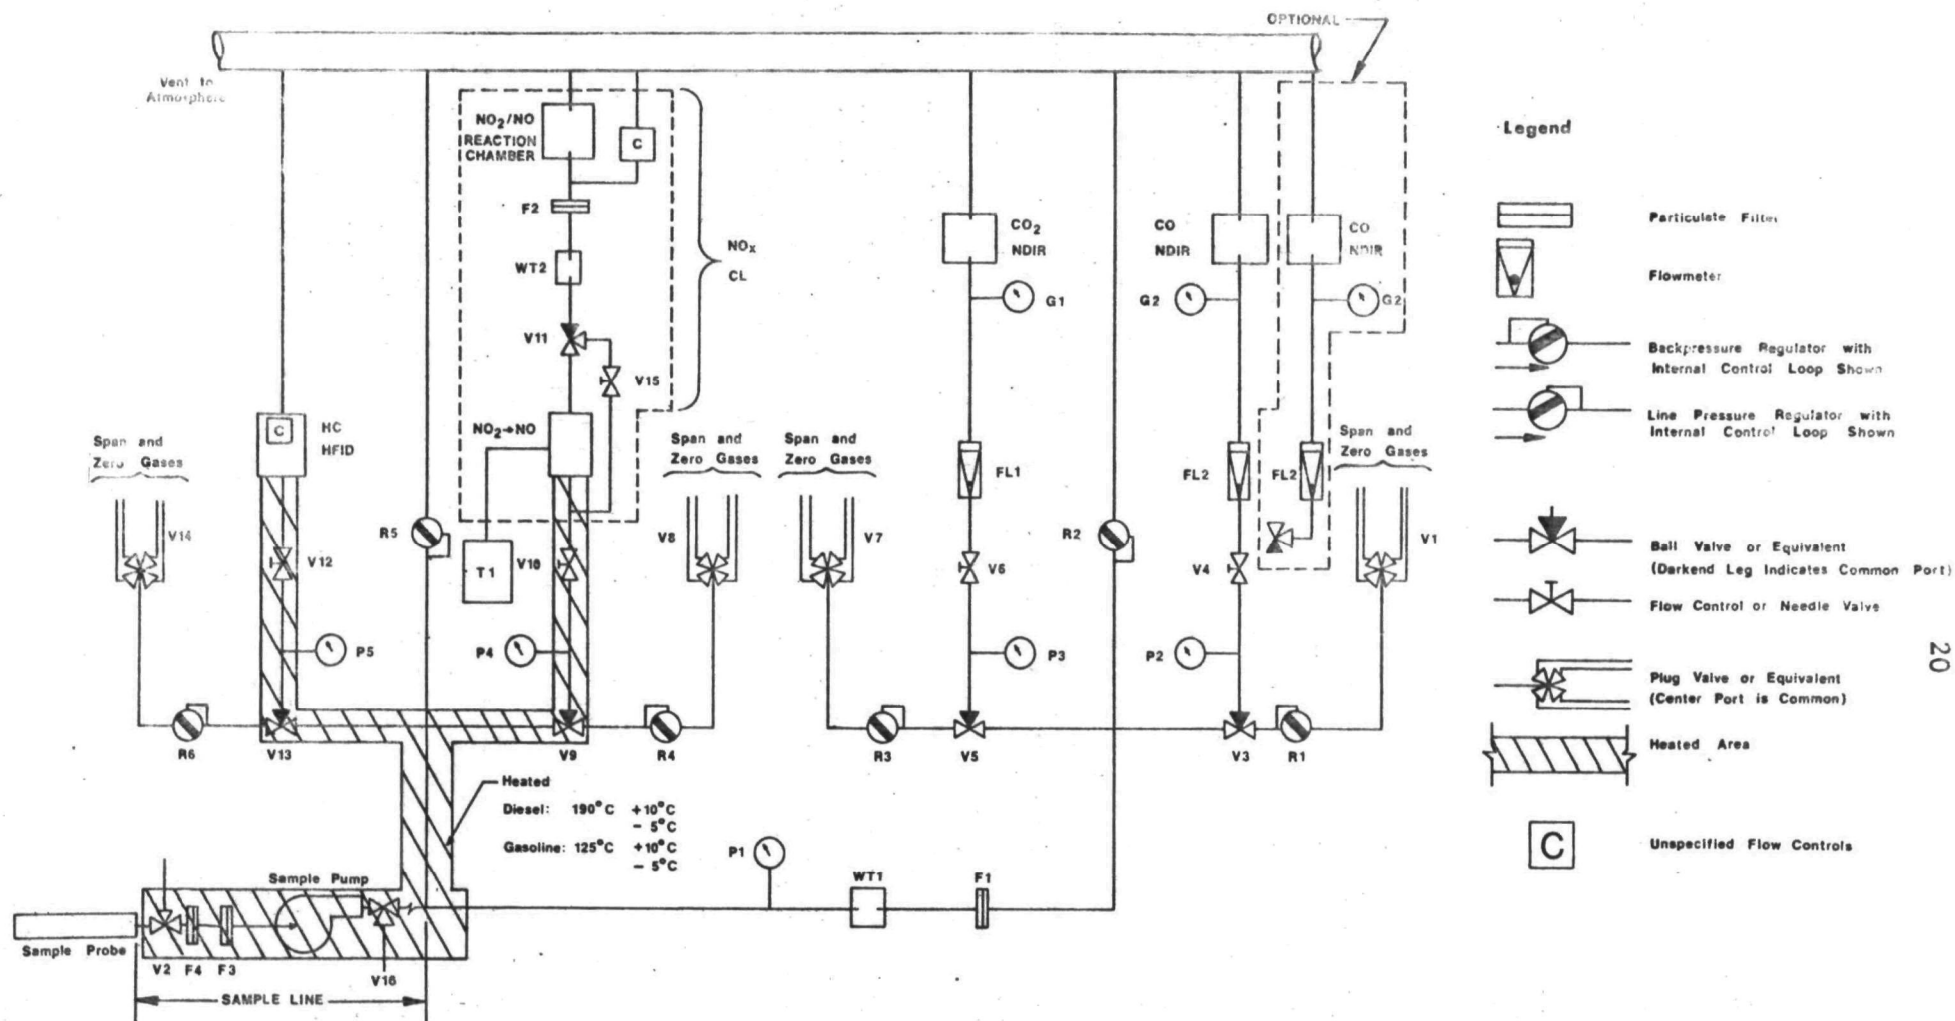 OPTIONAL
Vent to
Atmosphere
NO2/NO
REACTION
CHAMBER
C
F2
WT2
NOx
CL
V11
V15
NO2→NO
CO2
NDIR
G1
CO
NDIR
G2
CO
NDIR
G2
C
HC
HFID
Span and
Zero Gases
V14
V12
R5
T1
V10
Span and
Zero Gases
V8
Span and
Zero Gases
V7
FL1
V6
R2
FL2
V4
FL2
Span and
Zero Gases
V1
P5
P4
P3
P2
R6
V13
V9
R4
R3
V5
V3
R1
Heated
Diesel: 190°C +10°C
- 5°C
Gasoline: 125°C +10°C
- 5°C
P1
WT1
F1
Sample Pump
Sample Probe
V2
F4
F3
V16
SAMPLE LINE
Legend
Particulate Filter
Flowmeter
Backpressure Regulator with
Internal Control Loop Shown
Line Pressure Regulator with
Internal Control Loop Shown
Ball Valve or Equivalent
(Darkend Leg Indicates Common Port)
Flow Control or Needle Valve
Plug Valve or Equivalent
(Center Port is Common)
Heated Area
C
Unspecified Flow Controls
20